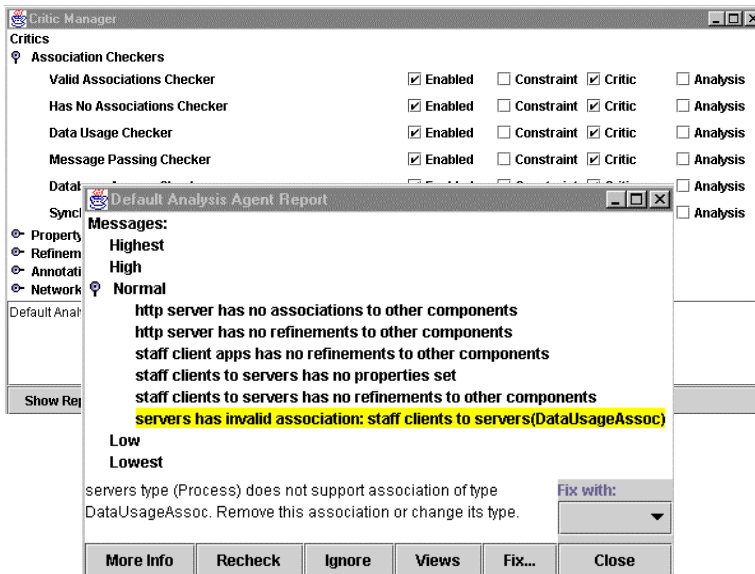 Critic Manager
Critics
Association Checkers
Valid Associations Checker Enabled Constraint Critic Analysis
Has No Associations Checker Enabled Constraint Critic Analysis
Data Usage Checker Enabled Constraint Critic Analysis
Message Passing Checker Enabled Constraint Critic Analysis
Analysis
Analysis
Property
Default
Show
Default Analysis Agent Report
Messages:
Highest
High
Normal
http server has no associations to other components
http server has no refinements to other components
staff client apps has no refinements to other components
staff clients to servers has no properties set
staff clients to servers has no refinements to other components
servers has invalid association: staff clients to servers(DataUsageAssoc)
Low
Lowest
servers type (Process) does not support association of type
DataUsageAssoc. Remove this association or change its type.
Fix with:
More Info Recheck Ignore Views Fix... Close